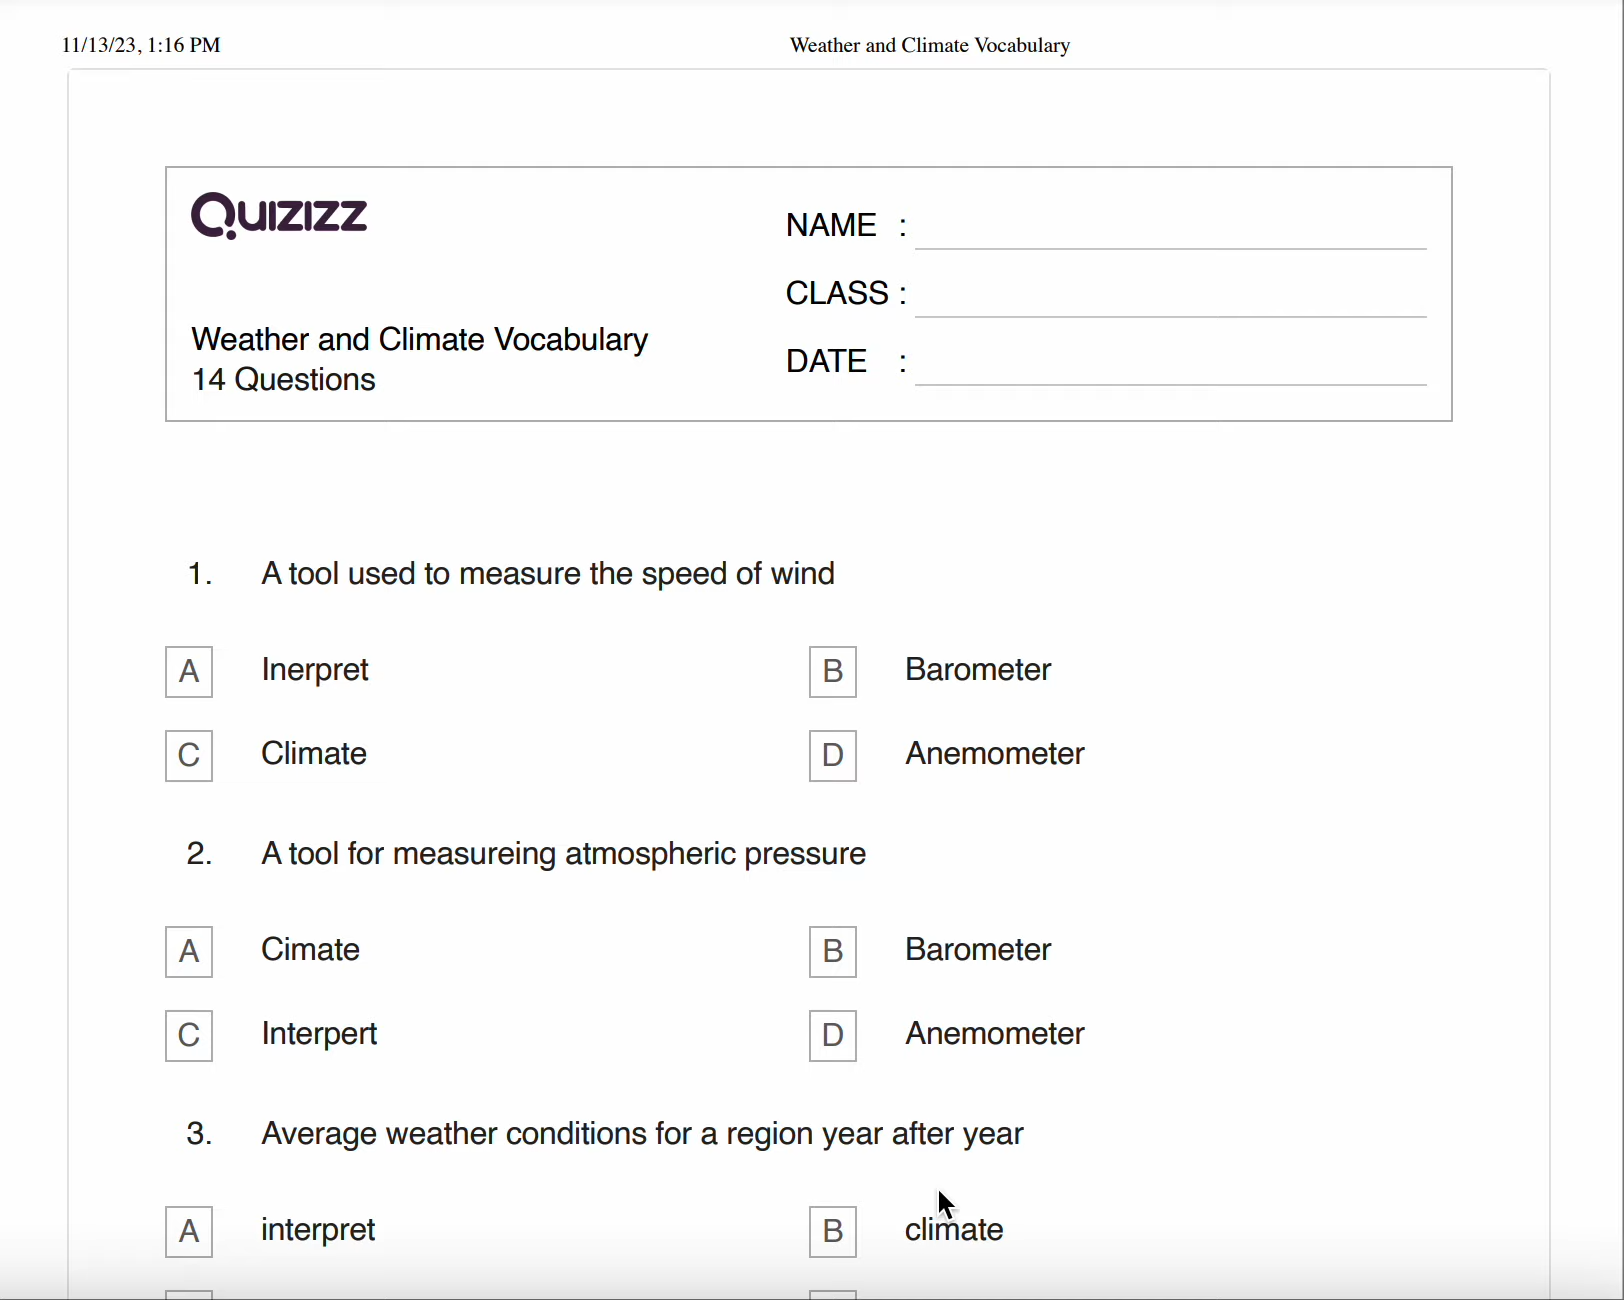 11/13/23, 1:16 PM Weather and Climate Vocabulary
Quizizz
Weather and Climate Vocabulary
14 Questions
NAME :
CLASS :
DATE :
1. A tool used to measure the speed of wind
A Inerpret B Barometer
C Climate D Anemometer
2. A tool for measureing atmospheric pressure
A Cimate B Barometer
C Interpert D Anemometer
3. Average weather conditions for a region year after year
A interpret B climate